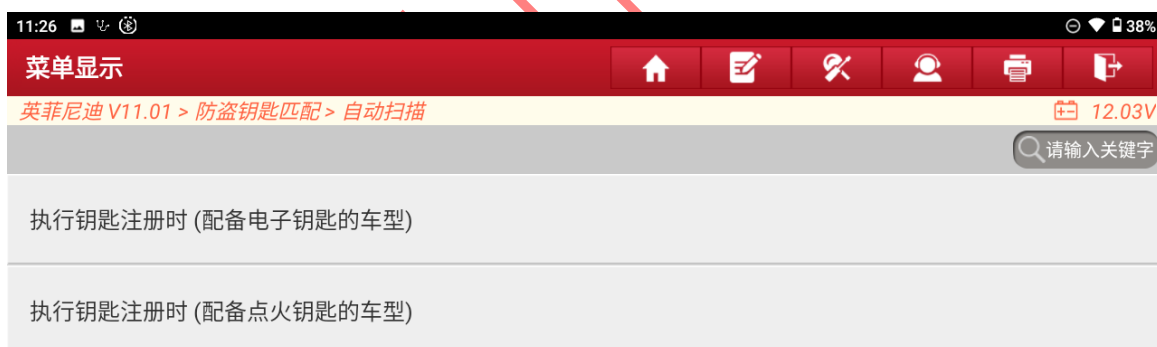 11:26 38%
菜单显示
英菲尼迪 V11.01 > 防盗钥匙匹配 > 自动扫描 12.03V
请输入关键字
执行钥匙注册时 (配备电子钥匙的车型)
执行钥匙注册时 (配备点火钥匙的车型)